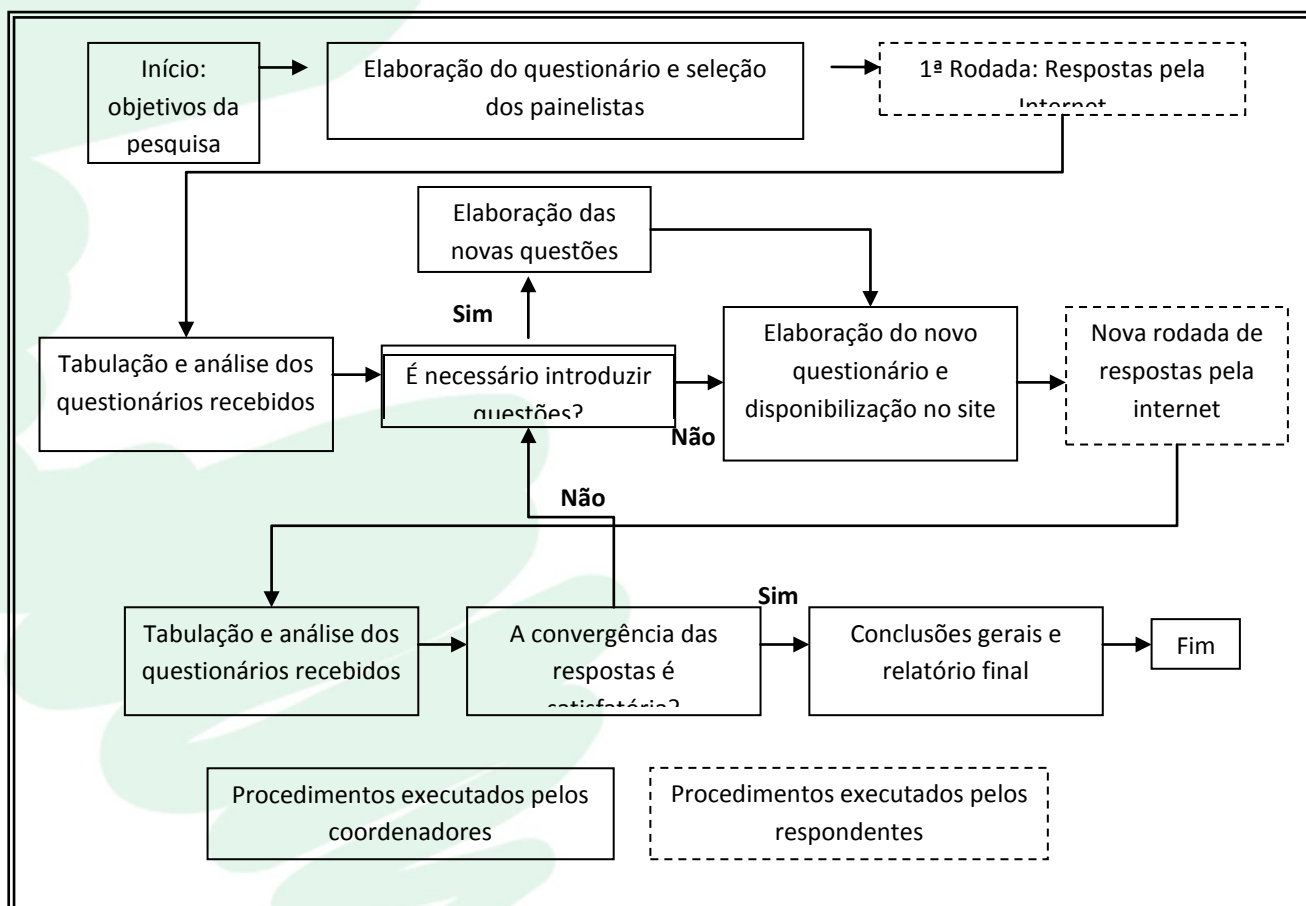 Início:
objetivos da
pesquisa
Elaboração do questionário e seleção
dos painelistas
1ª Rodada: Respostas pela
Internet
Elaboração das
novas questões
Sim
Tabulação e análise dos
questionários recebidos
É necessário introduzir
questões?
Não
Elaboração do novo
questionário e
disponibilização no site
Nova rodada de
respostas pela
internet
Não
Tabulação e análise dos
questionários recebidos
A convergência das
respostas é
satisfatória?
Sim
Conclusões gerais e
relatório final
Fim
Procedimentos executados pelos
coordenadores
Procedimentos executados pelos
respondentes